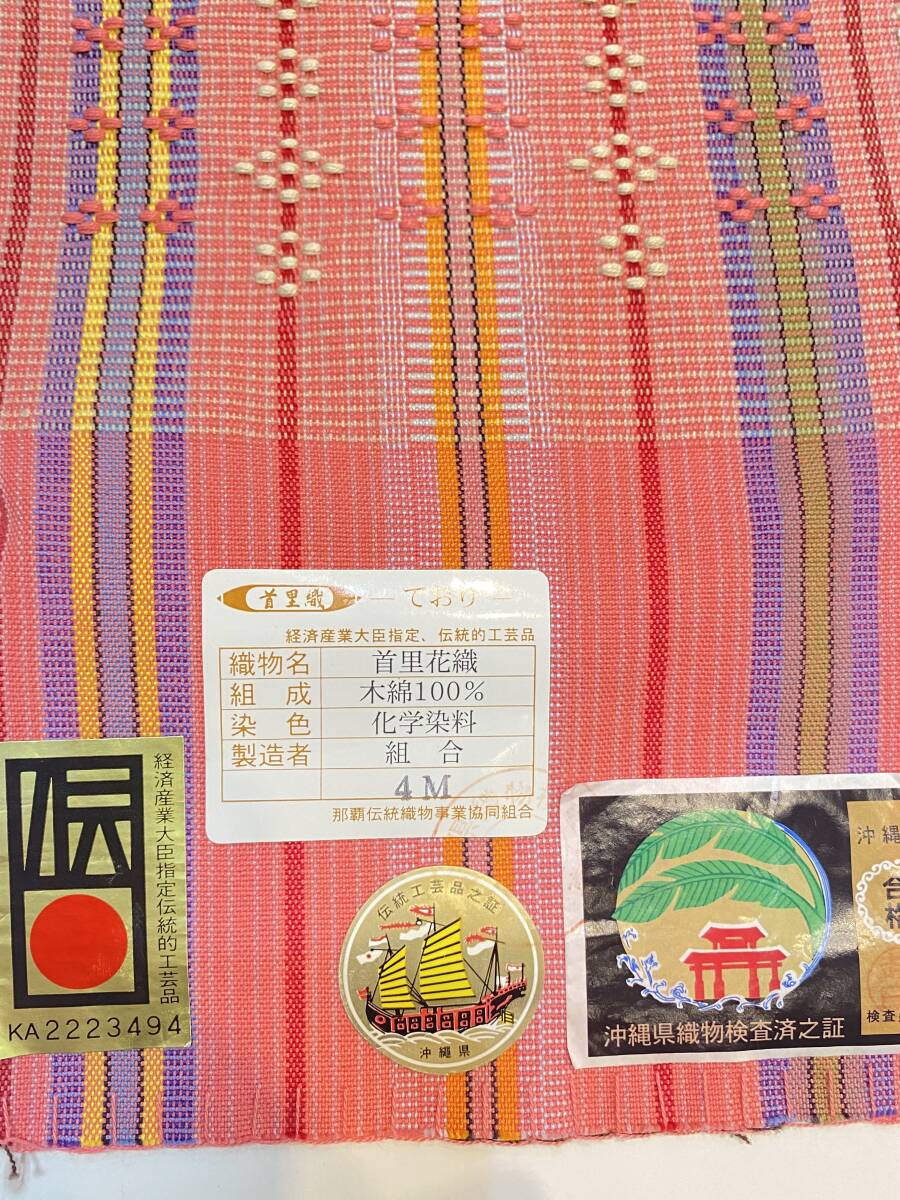 首里織
ておりー
経済産業大臣指定、伝統的工芸品
織物名 首里花織
組成 木綿100%
染色 化学染料
製造者 組合
4M
那覇伝統織物事業協同組合
伝
経済産業大臣指定伝統的工芸品
KA2223494
伝統工芸品之証
沖縄県
沖縄
合格
沖縄県織物検査済之証
検査